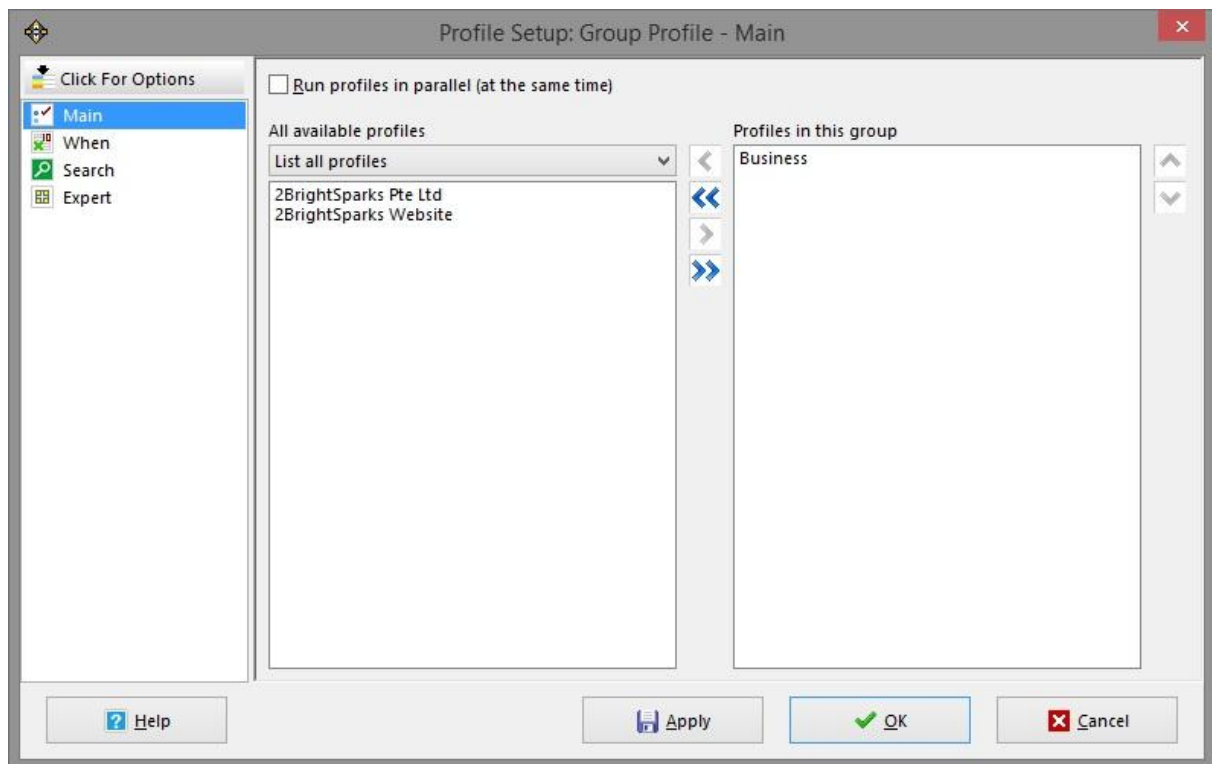 Profile Setup: Group Profile - Main
Click For Options
Main
When
Search
Expert
Run profiles in parallel (at the same time)
All available profiles
List all profiles
2BrightSparks Pte Ltd
2BrightSparks Website
Profiles in this group
Business
Help
Apply
OK
Cancel